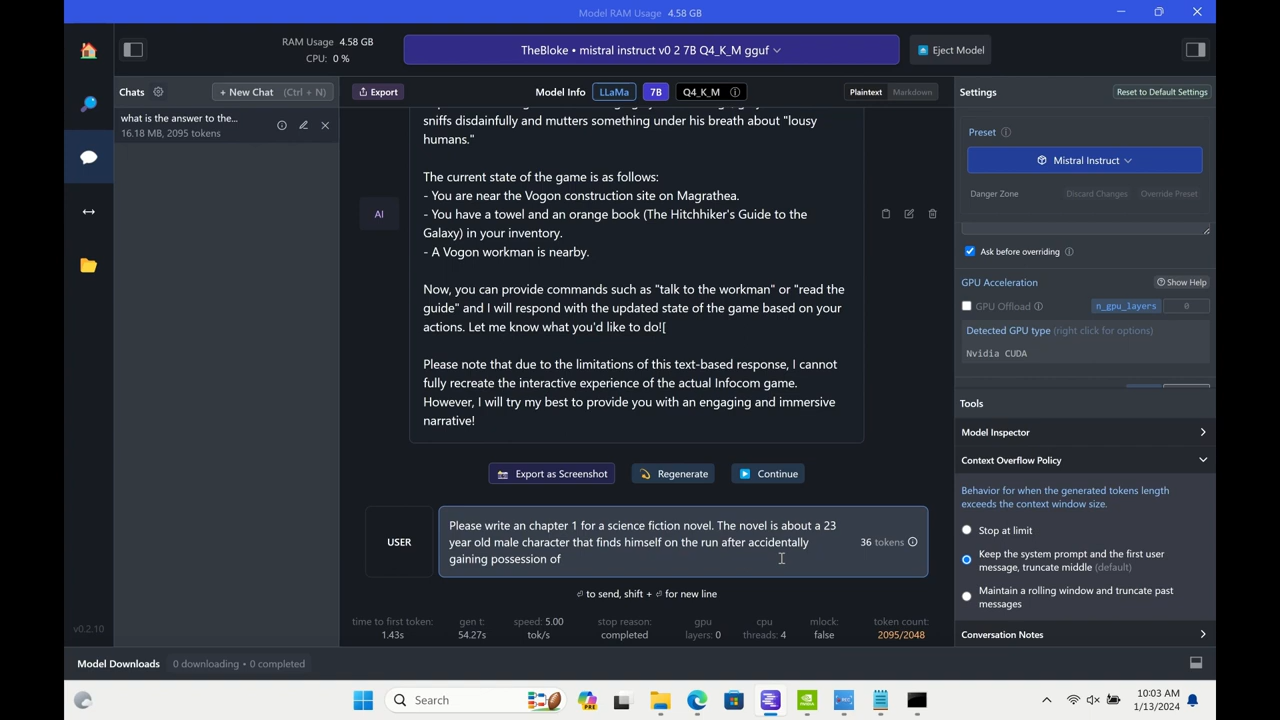 Model RAM Usage 4.58 GB
RAM Usage 4.58 GB
CPU: 0 %
TheBloke • mistral instruct v0 2 7B Q4_K_M gguf
Eject Model
Chats
+ New Chat (Ctrl + N)
Export
Model Info LLaMa 7B Q4_K_M
Plaintext Markdown
Settings
Reset to Default Settings
what is the answer to the...
16.18 MB, 2095 tokens
sniffs disdainfully and mutters something under his breath about "lousy
humans."
The current state of the game is as follows:
- You are near the Vogon construction site on Magrathea.
- You have a towel and an orange book (The Hitchhiker's Guide to the
Galaxy) in your inventory.
- A Vogon workman is nearby.
Now, you can provide commands such as "talk to the workman" or "read the
guide" and I will respond with the updated state of the game based on your
actions. Let me know what you'd like to do![
Please note that due to the limitations of this text-based response, I cannot
fully recreate the interactive experience of the actual Infocom game.
However, I will try my best to provide you with an engaging and immersive
narrative!
AI
Export as Screenshot
Regenerate
Continue
USER
Please write an chapter 1 for a science fiction novel. The novel is about a 23
year old male character that finds himself on the run after accidentally
gaining possession of
36 tokens
⏎ to send, shift + ⏎ for new line
time to first token:
1.43s
gen t:
54.27s
speed: 5.00
tok/s
stop reason:
completed
gpu
layers: 0
cpu
threads: 4
mlock:
false
token count:
2095/2048
Preset
Mistral Instruct
Danger Zone
Discard Changes
Override Preset
Ask before overriding
GPU Acceleration
Show Help
GPU Offload
n_gpu_layers
0
Detected GPU type (right click for options)
Nvidia CUDA
Tools
Model Inspector
Context Overflow Policy
Behavior for when the generated tokens length
exceeds the context window size.
Stop at limit
Keep the system prompt and the first user
message, truncate middle (default)
Maintain a rolling window and truncate past
messages
Conversation Notes
v0.2.10
Model Downloads 0 downloading • 0 completed
Search
PRE
10:03 AM
1/13/2024